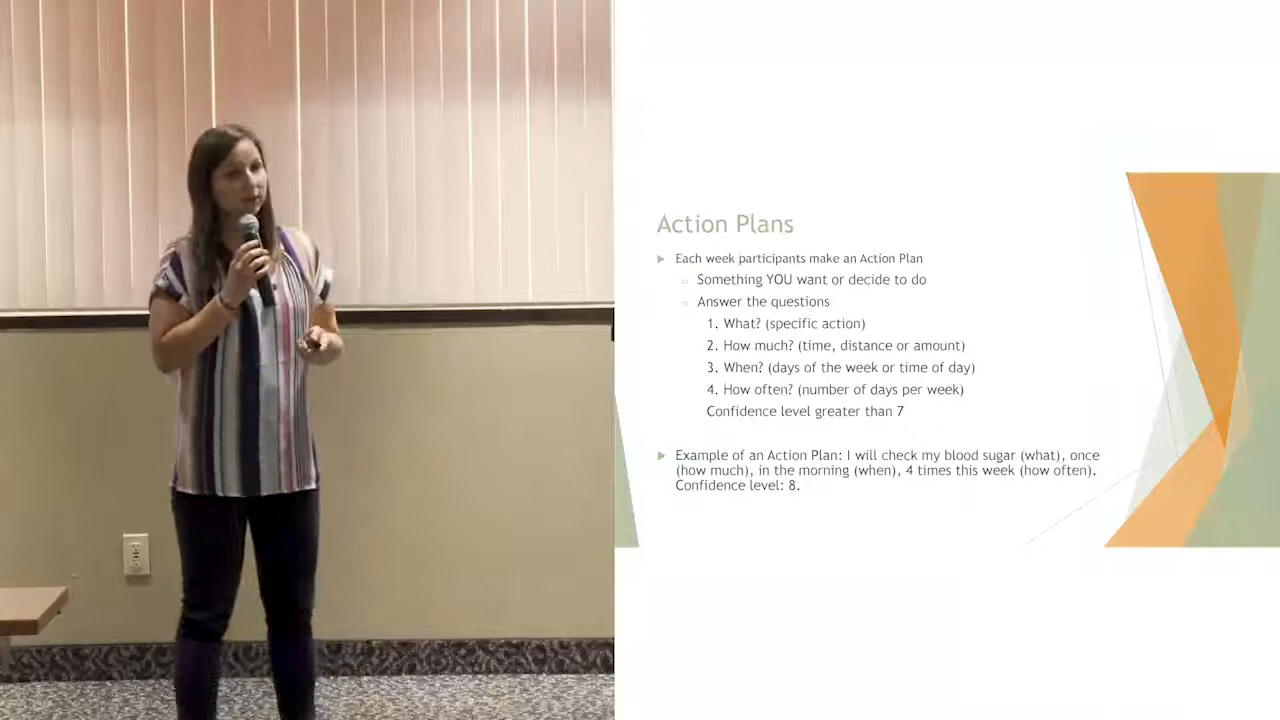 Action Plans
Each week participants make an Action Plan
Something YOU want or decide to do
Answer the questions
1. What? (specific action)
2. How much? (time, distance or amount)
3. When? (days of the week or time of day)
4. How often? (number of days per week)
Confidence level greater than 7
Example of an Action Plan: I will check my blood sugar (what), once
(how much), in the morning (when), 4 times this week (how often).
Confidence level: 8.